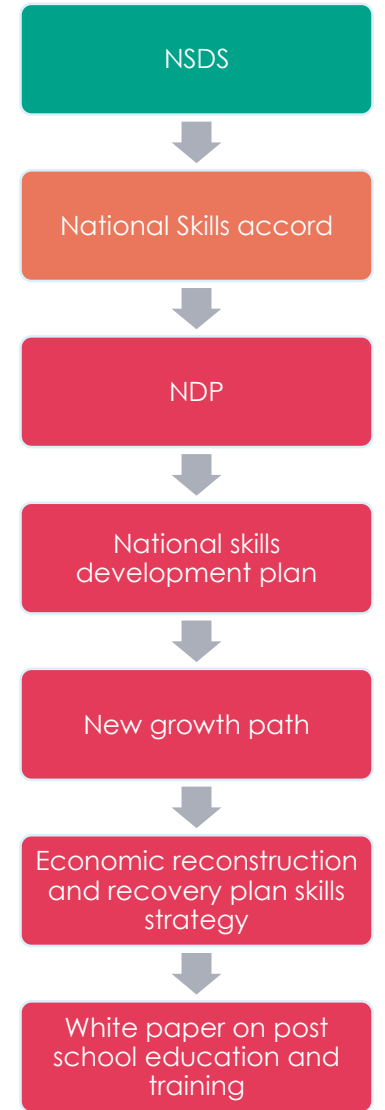 NSDS
National Skills accord
NDP
National skills
development plan
New growth path
Economic reconstruction
and recovery plan skills
strategy
White paper on post
school education and
training